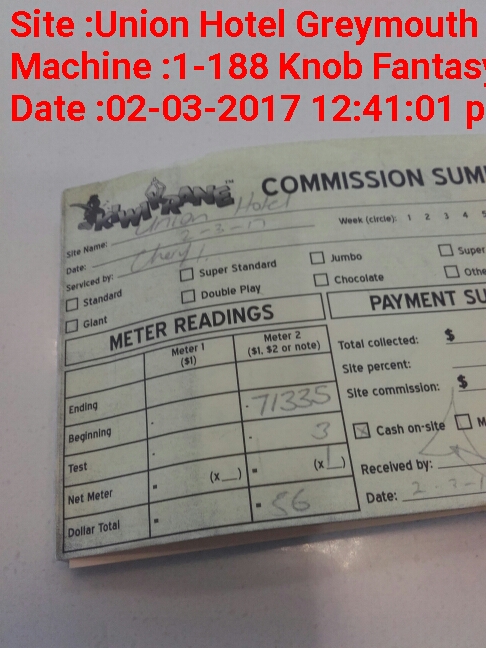 Site :Union Hotel Greymouth
Machine :1-188 Knob Fantasy
Date :02-03-2017 12:41:01 p
KIWIKRANE™ COMMISSION SUM
Site Name: Union Hotel Week (circle): 1 2 3 4
Date: 2-3-17
Serviced by: Cheryl
Standard Super Standard Jumbo Super
Giant Double Play Chocolate Othe
METER READINGS PAYMENT SU
Meter 1 ($1) Meter 2 ($1, $2 or note)
Total collected: $
Site percent:
Site commission: $
Ending
Beginning 71335
Test 3
Net Meter (x__) (x1)
Dollar Total 56
Cash on-site M
Received by:
Date: 2-3-1